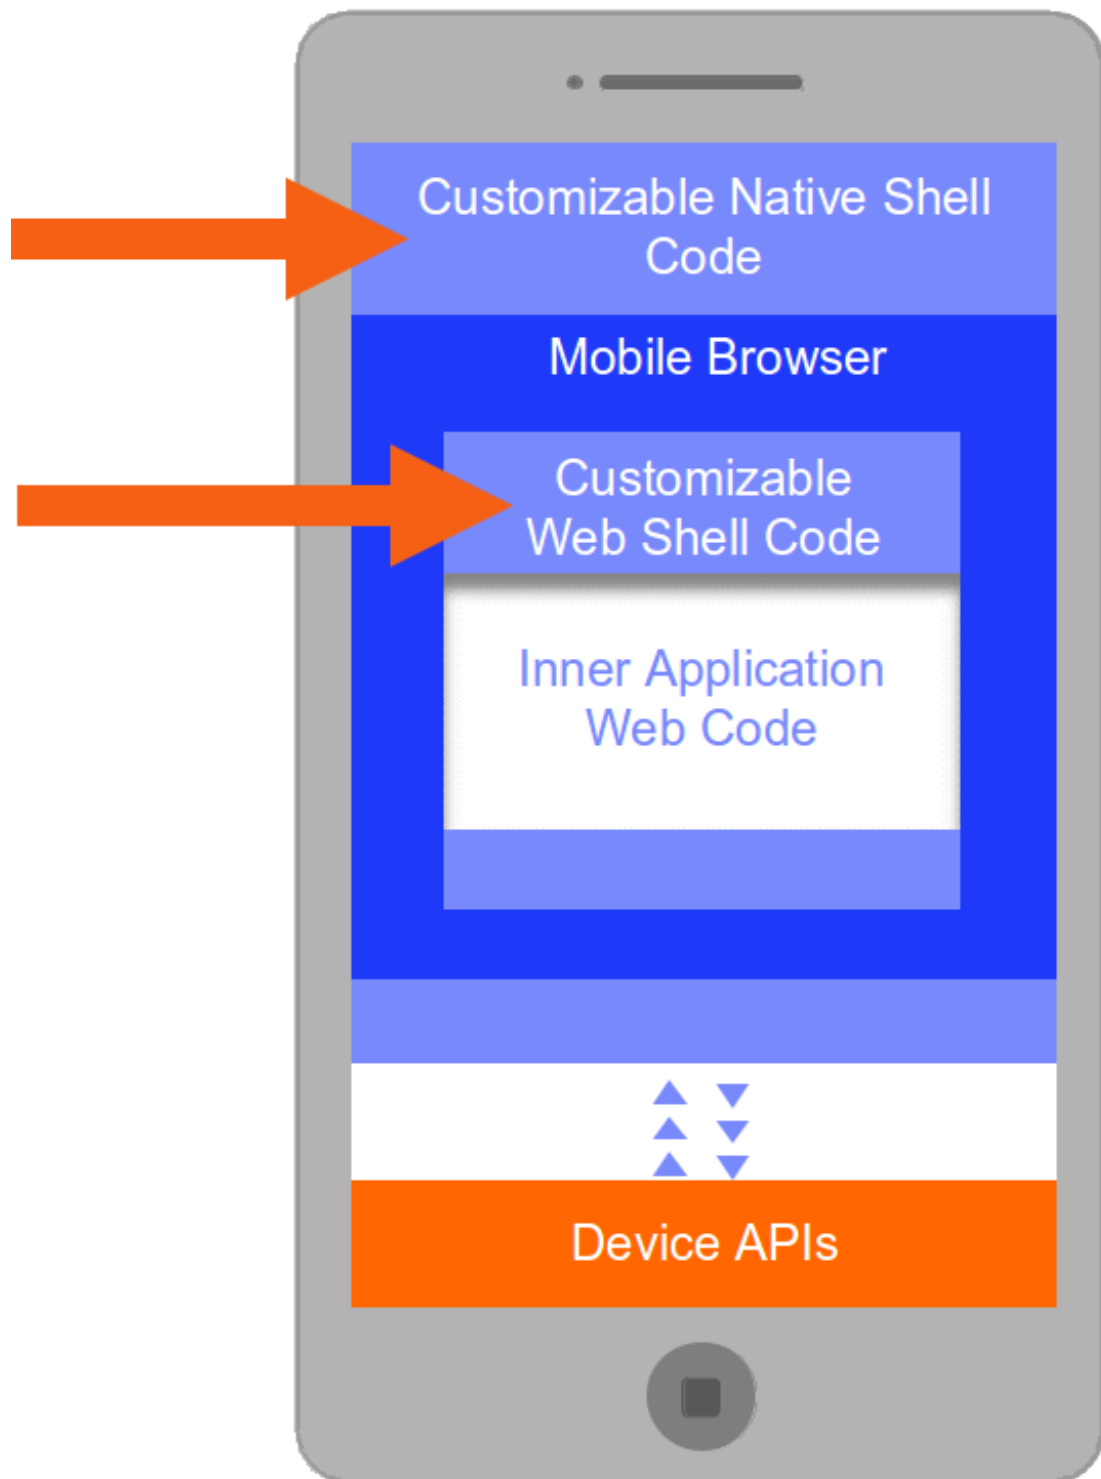 Customizable Native Shell
Code
Mobile Browser
Customizable
Web Shell Code
Inner Application
Web Code
Device APIs